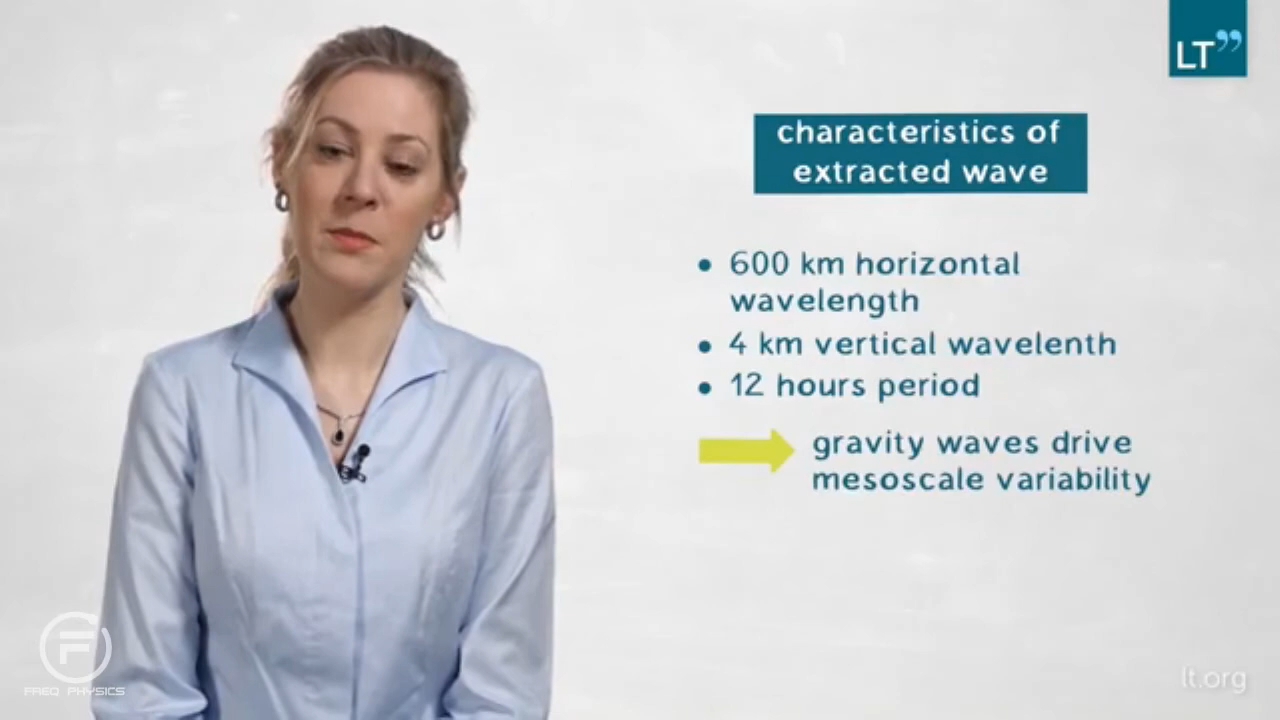 LT”
characteristics of
extracted wave
• 600 km horizontal
wavelength
• 4 km vertical wavelenth
• 12 hours period
gravity waves drive
mesoscale variability
F
FREQ PHYSICS
lt.org